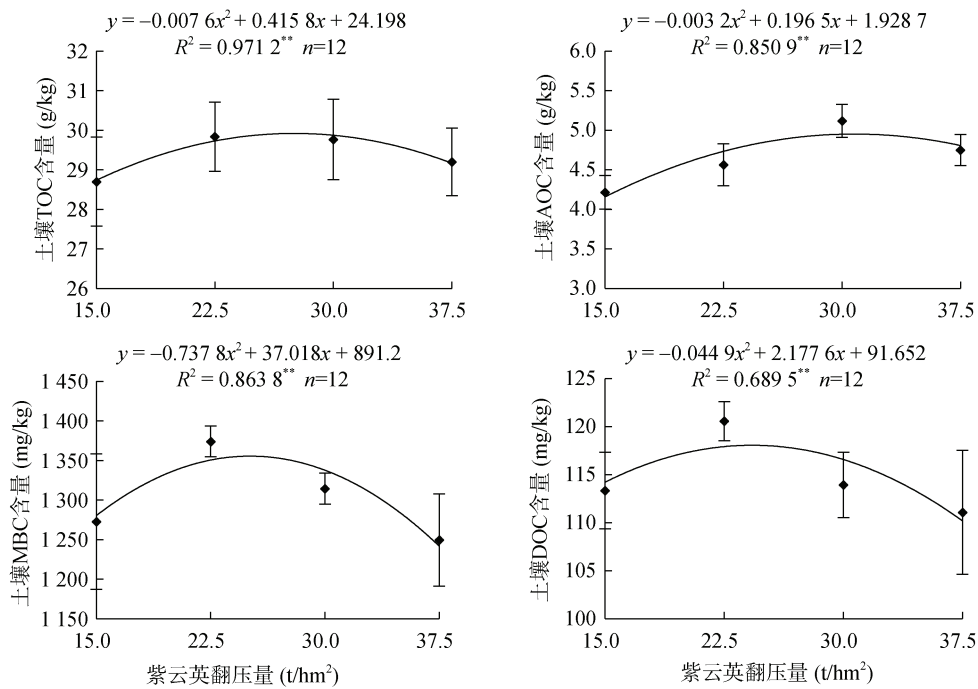 y = –0.007 6x² + 0.415 8x + 24.198
R² = 0.971 2** n=12
土壤TOC含量 (g/kg)
32
31
30
29
28
27
26
15.0 22.5 30.0 37.5
y = –0.003 2x² + 0.196 5x + 1.928 7
R² = 0.850 9** n=12
土壤AOC含量 (g/kg)
6.0
5.5
5.0
4.5
4.0
3.5
3.0
15.0 22.5 30.0 37.5
y = –0.737 8x² + 37.018x + 891.2
R² = 0.863 8** n=12
土壤MBC含量 (mg/kg)
1 450
1 400
1 350
1 300
1 250
1 200
1 150
15.0 22.5 30.0 37.5
紫云英翻压量 (t/hm²)
y = –0.044 9x² + 2.177 6x + 91.652
R² = 0.689 5** n=12
土壤DOC含量 (mg/kg)
125
120
115
110
105
100
15.0 22.5 30.0 37.5
紫云英翻压量 (t/hm²)